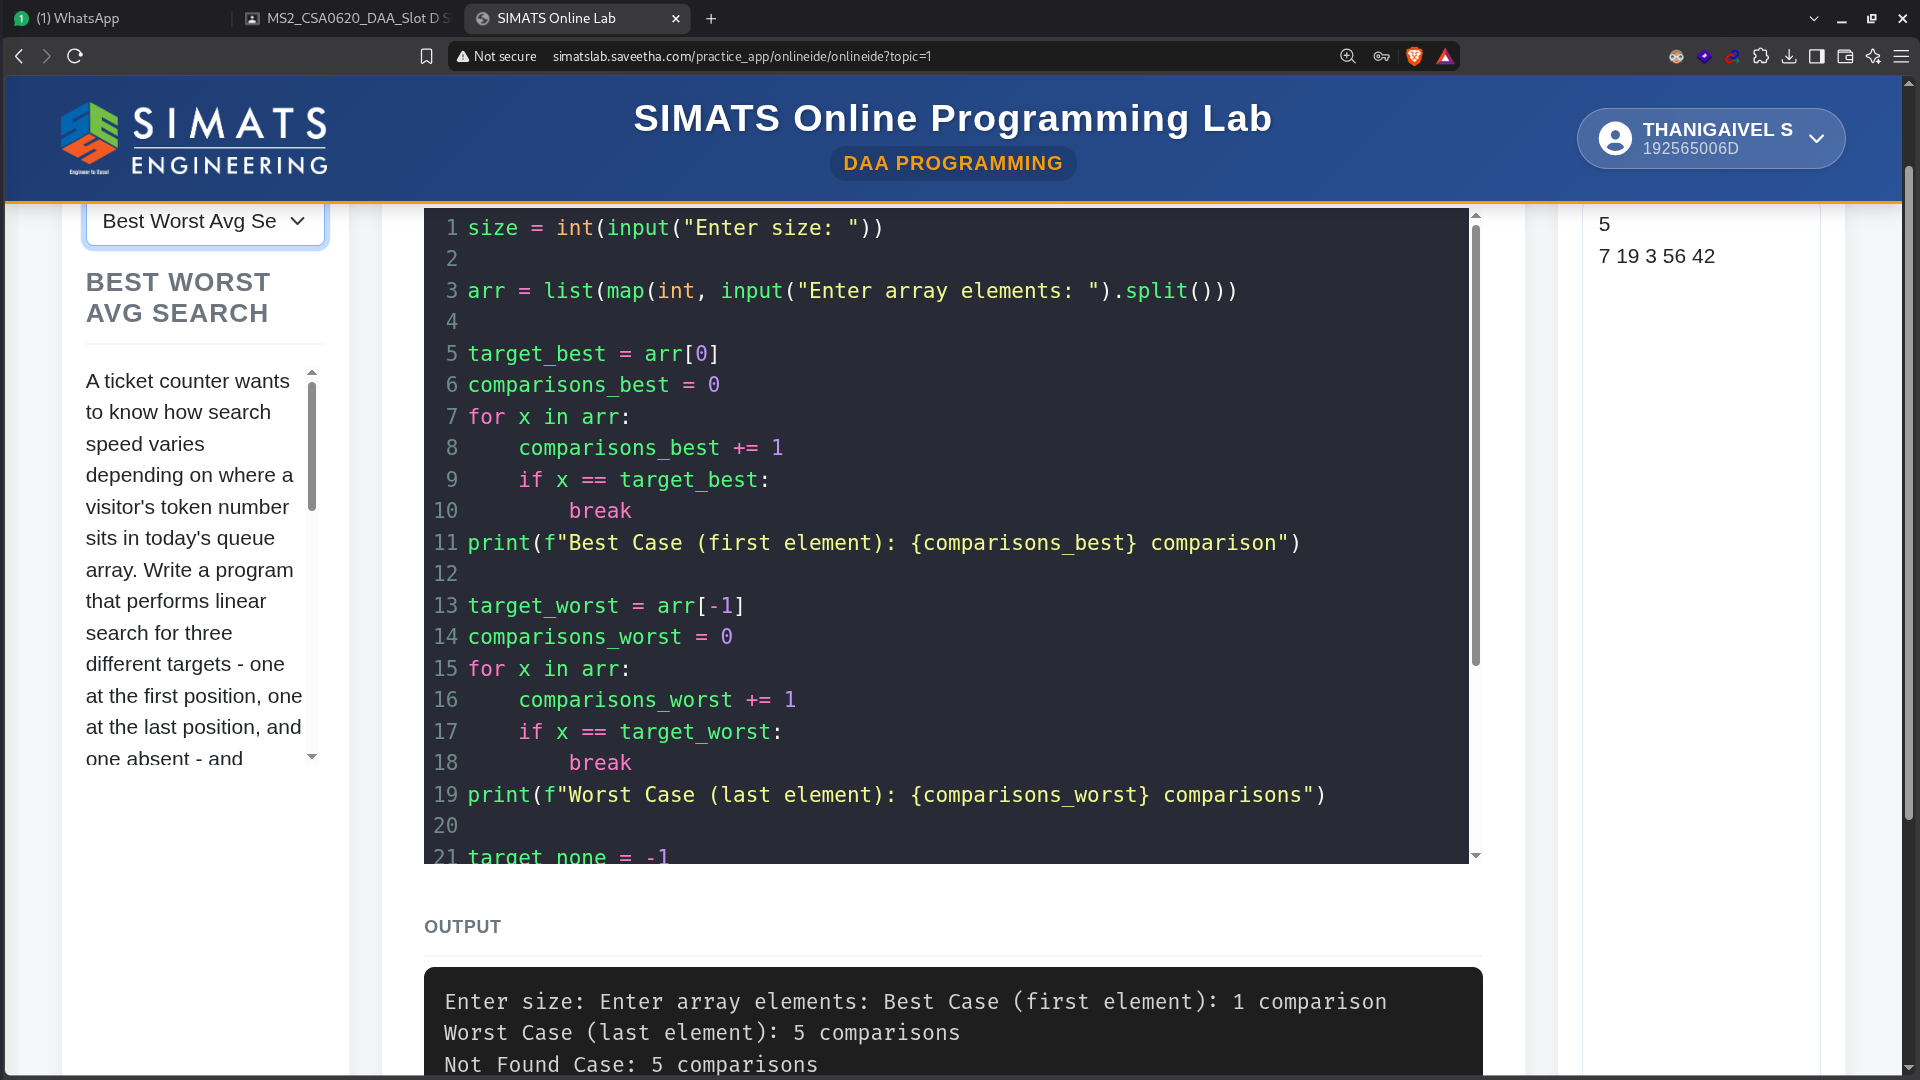 (1) WhatsApp
MS2_CSA0620_DAA_Slot D S
SIMATS Online Lab
Not secure simatslab.saveetha.com/practice_app/onlineide/onlineide?topic=1
SIMATS
ENGINEERING
Engineer to Excel
SIMATS Online Programming Lab
DAA PROGRAMMING
THANIGAIVEL S
192565006D
Best Worst Avg Se
BEST WORST
AVG SEARCH
A ticket counter wants
to know how search
speed varies
depending on where a
visitor's token number
sits in today's queue
array. Write a program
that performs linear
search for three
different targets - one
at the first position, one
at the last position, and
one absent - and
1 size = int(input("Enter size: "))
2
3 arr = list(map(int, input("Enter array elements: ").split()))
4
5 target_best = arr[0]
6 comparisons_best = 0
7 for x in arr:
8     comparisons_best += 1
9     if x == target_best:
10         break
11 print(f"Best Case (first element): {comparisons_best} comparison")
12
13 target_worst = arr[-1]
14 comparisons_worst = 0
15 for x in arr:
16     comparisons_worst += 1
17     if x == target_worst:
18         break
19 print(f"Worst Case (last element): {comparisons_worst} comparisons")
20
21 target_none = -1
OUTPUT
Enter size: Enter array elements: Best Case (first element): 1 comparison
Worst Case (last element): 5 comparisons
Not Found Case: 5 comparisons
5
7 19 3 56 42